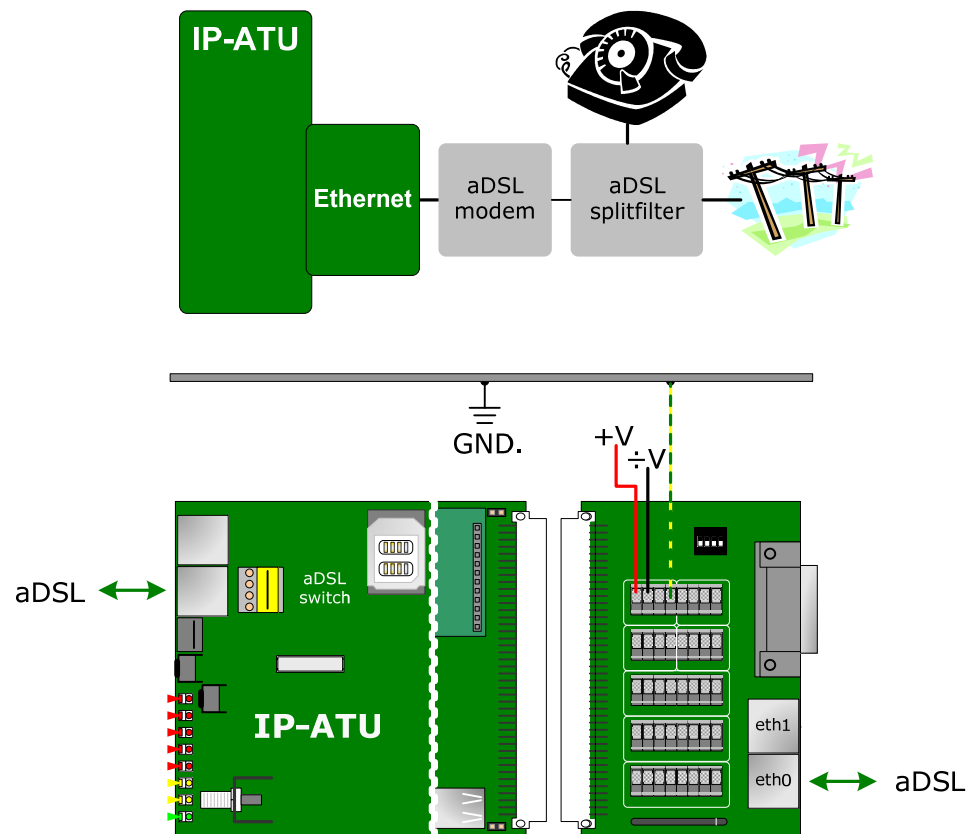 IP-ATU
Ethernet
aDSL
modem
aDSL
splitfilter
GND.
+V
÷V
aDSL
aDSL
switch
IP-ATU
eth1
eth0
aDSL